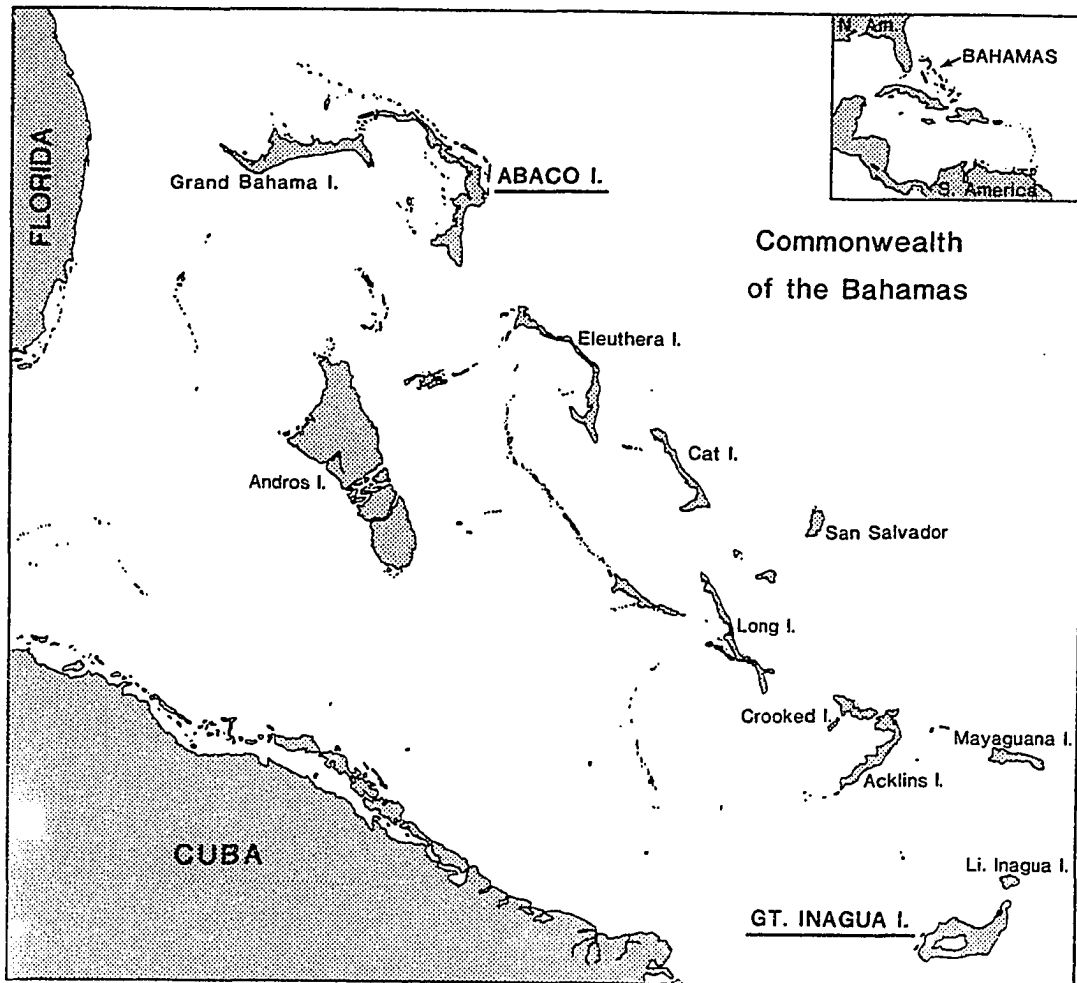 N. Am.
BAHAMAS
S. America
Grand Bahama I.
ABACO I.
FLORIDA
Commonwealth
of the Bahamas
Eleuthera I.
Andros I.
Cat I.
San Salvador
Long I.
Crooked I.
Mayaguana I.
Acklins I.
CUBA
Li. Inagua I.
GT. INAGUA I.